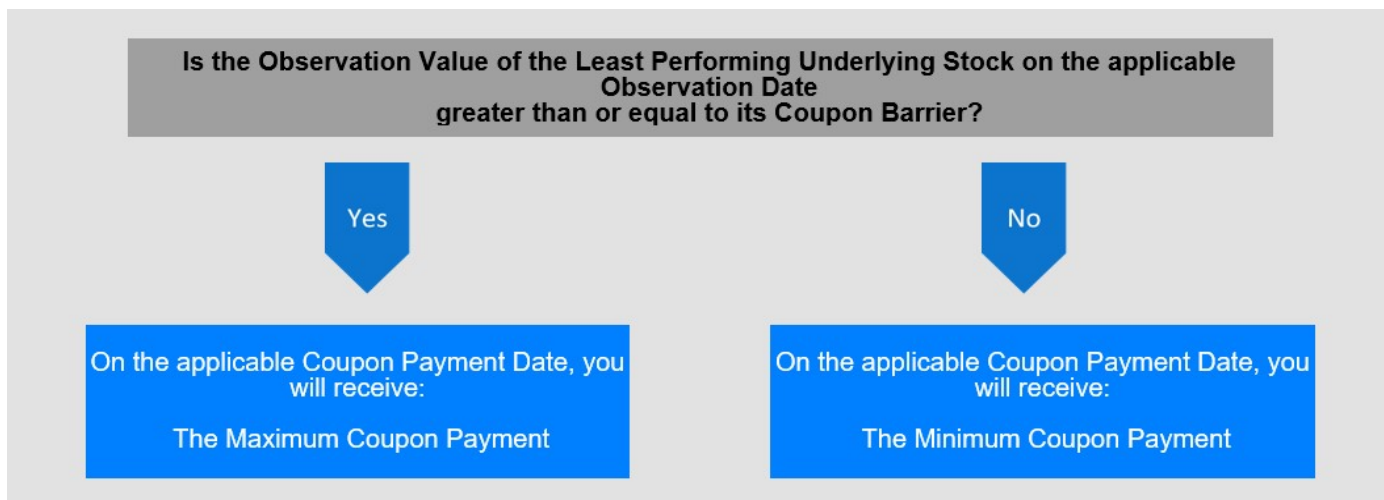 Is the Observation Value of the Least Performing Underlying Stock on the applicable
Observation Date
greater than or equal to its Coupon Barrier?
Yes
No
On the applicable Coupon Payment Date, you
will receive:
The Maximum Coupon Payment
On the applicable Coupon Payment Date, you
will receive:
The Minimum Coupon Payment